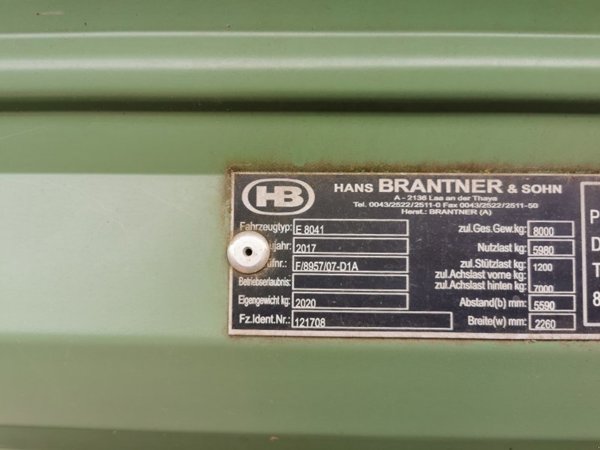 HB
HANS BRANTNER & SOHN
A - 2136 Laa an der Thaya
Tel. 0043/2522/2511-0 Fax 0043/2522/2511-50
Herst.: BRANTNER (A)
Fahrzeugtyp: E 8041
ujahr: 2017
fnr.: F/8957/07-D1A
Betriebserlaubnis:
Eigengewicht kg: 2020
Fz.Ident.Nr.: 121708
zul.Ges.Gew.kg: 8000
Nutzlast kg: 5980
zul.Stützlast kg: 1200
zul.Achslast vorne kg:
zul.Achslast hinten kg: 7000
Abstand(b) mm: 5590
Breite(w) mm: 2260
P
D
T
8